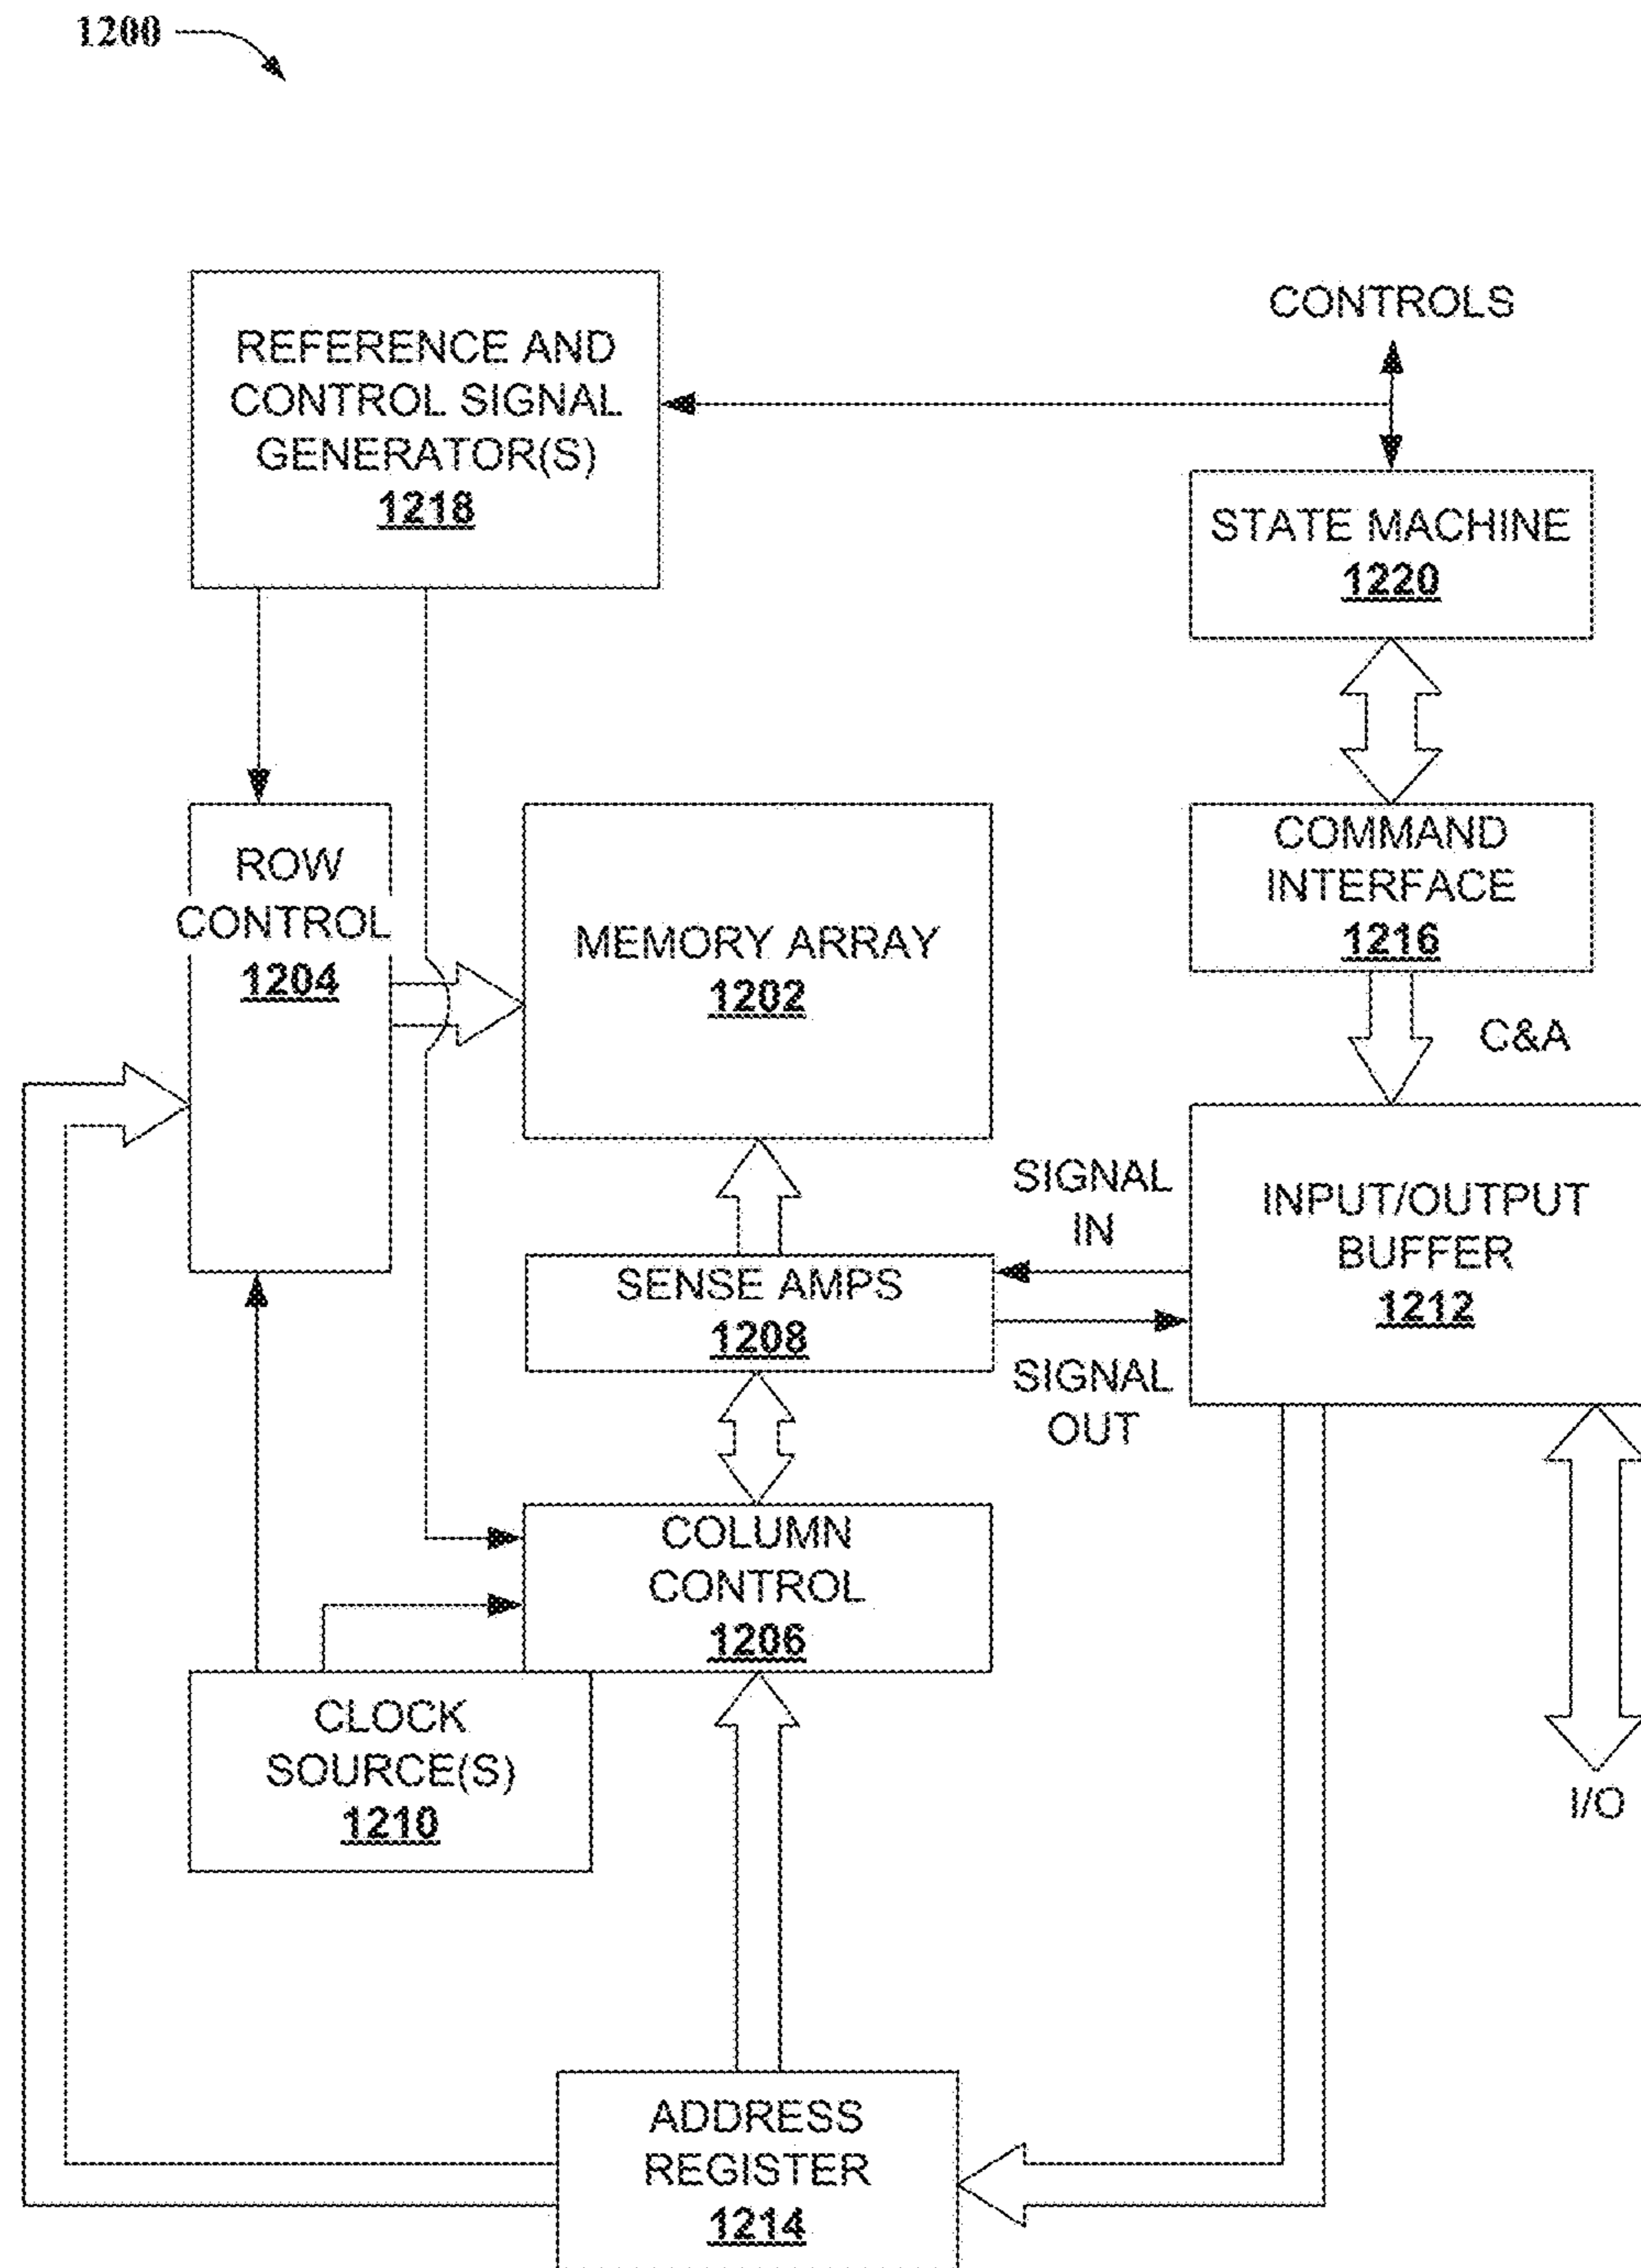 1200
REFERENCE AND
CONTROL SIGNAL
GENERATOR(S)
1218
CONTROLS
STATE MACHINE
1220
ROW
CONTROL
1204
MEMORY ARRAY
1202
COMMAND
INTERFACE
1216
C&A
SIGNAL
IN
INPUT/OUTPUT
BUFFER
1212
SENSE AMPS
1208
SIGNAL
OUT
COLUMN
CONTROL
1206
CLOCK
SOURCE(S)
1210
I/O
ADDRESS
REGISTER
1214